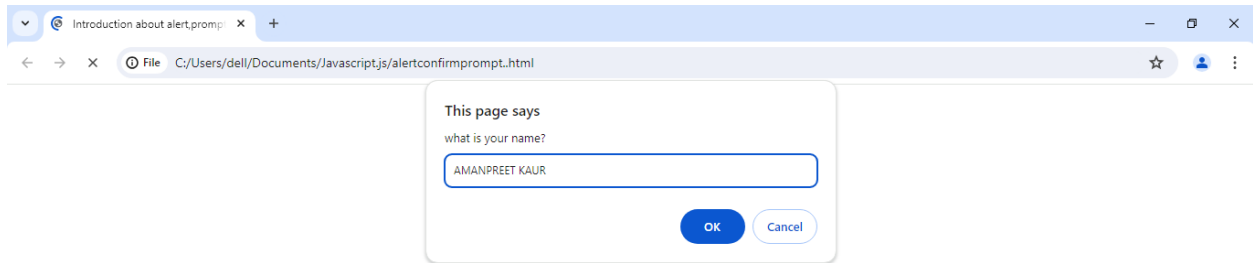 Introduction about alert,prompt
File C:/Users/dell/Documents/Javascript.js/alertconfirmprompt..html
This page says
what is your name?
AMANPREET KAUR
OK Cancel